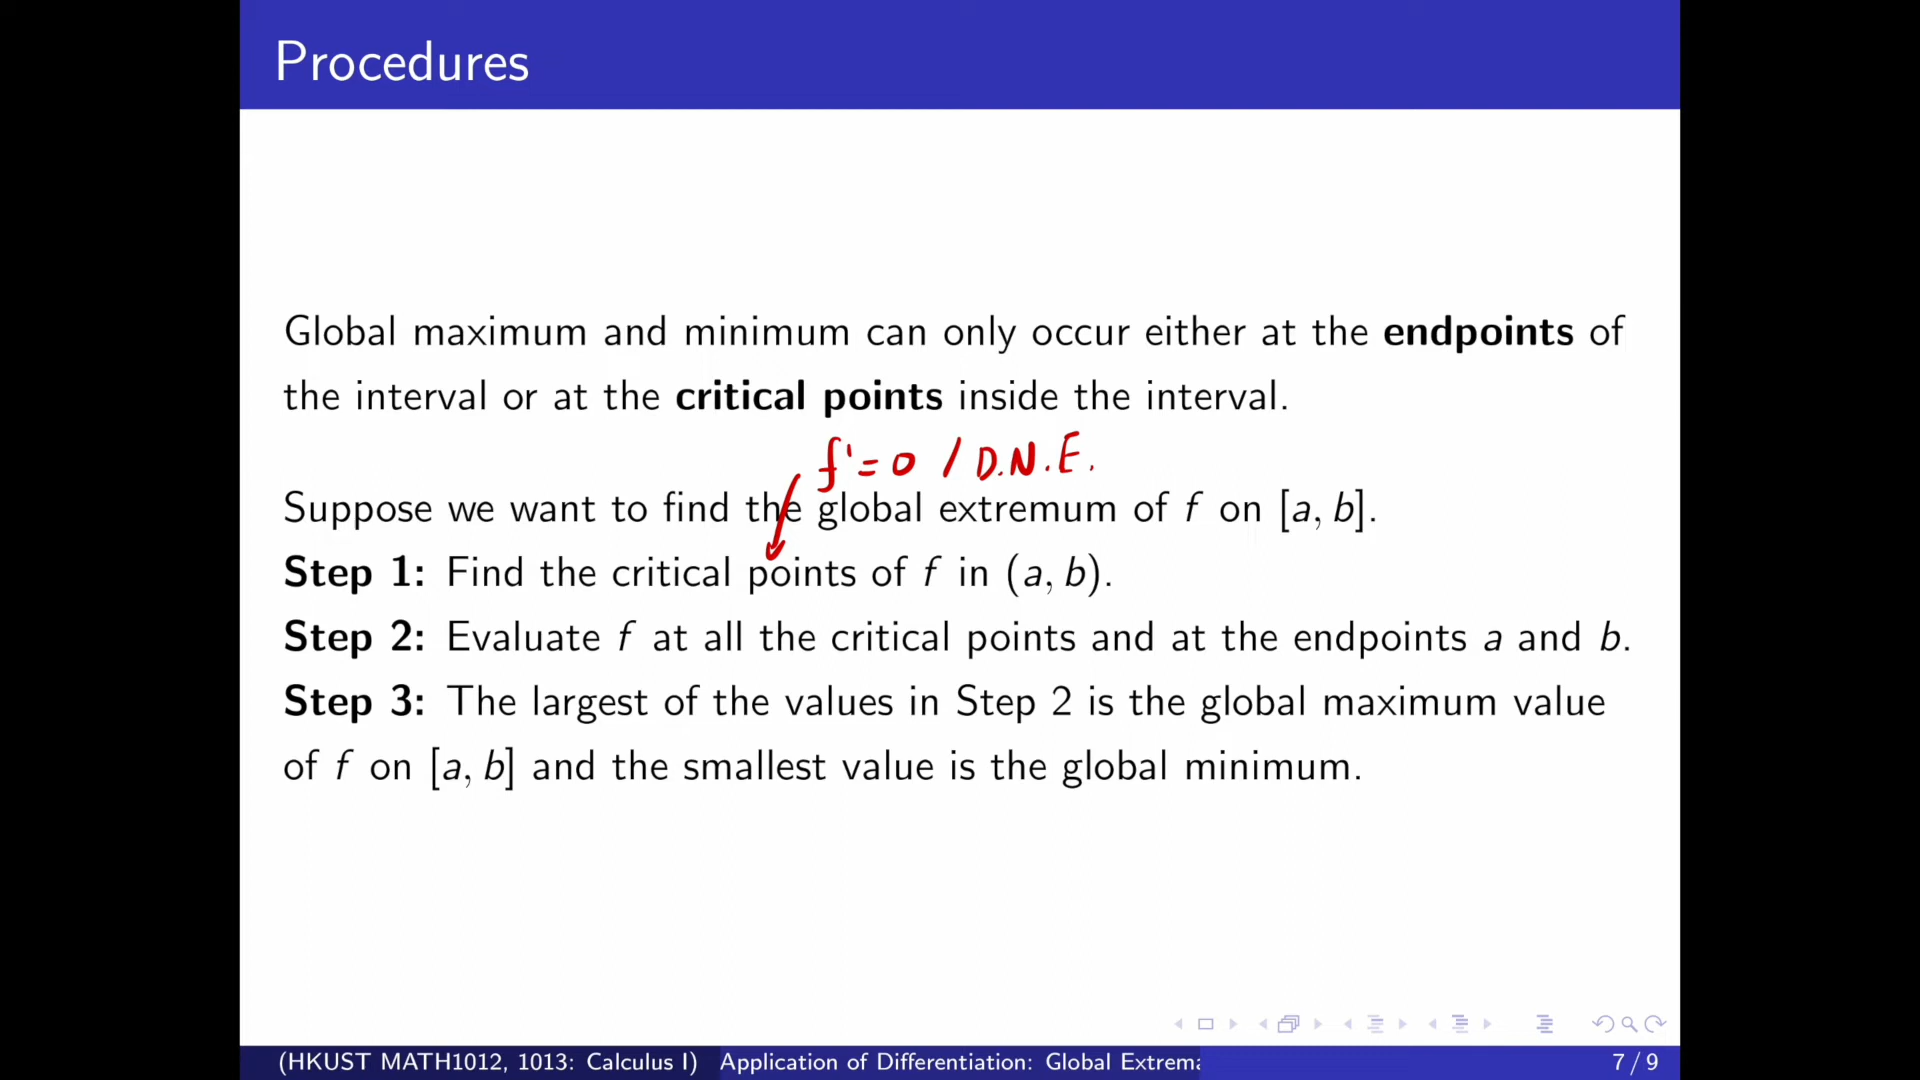 Procedures
Global maximum and minimum can only occur either at the endpoints of
the interval or at the critical points inside the interval.
f'=0 / D.N.E.
Suppose we want to find the global extremum of f on [a, b].
Step 1: Find the critical points of f in (a, b).
Step 2: Evaluate f at all the critical points and at the endpoints a and b.
Step 3: The largest of the values in Step 2 is the global maximum value
of f on [a, b] and the smallest value is the global minimum.
(HKUST MATH1012, 1013: Calculus I) Application of Differentiation: Global Extrema 7 / 9